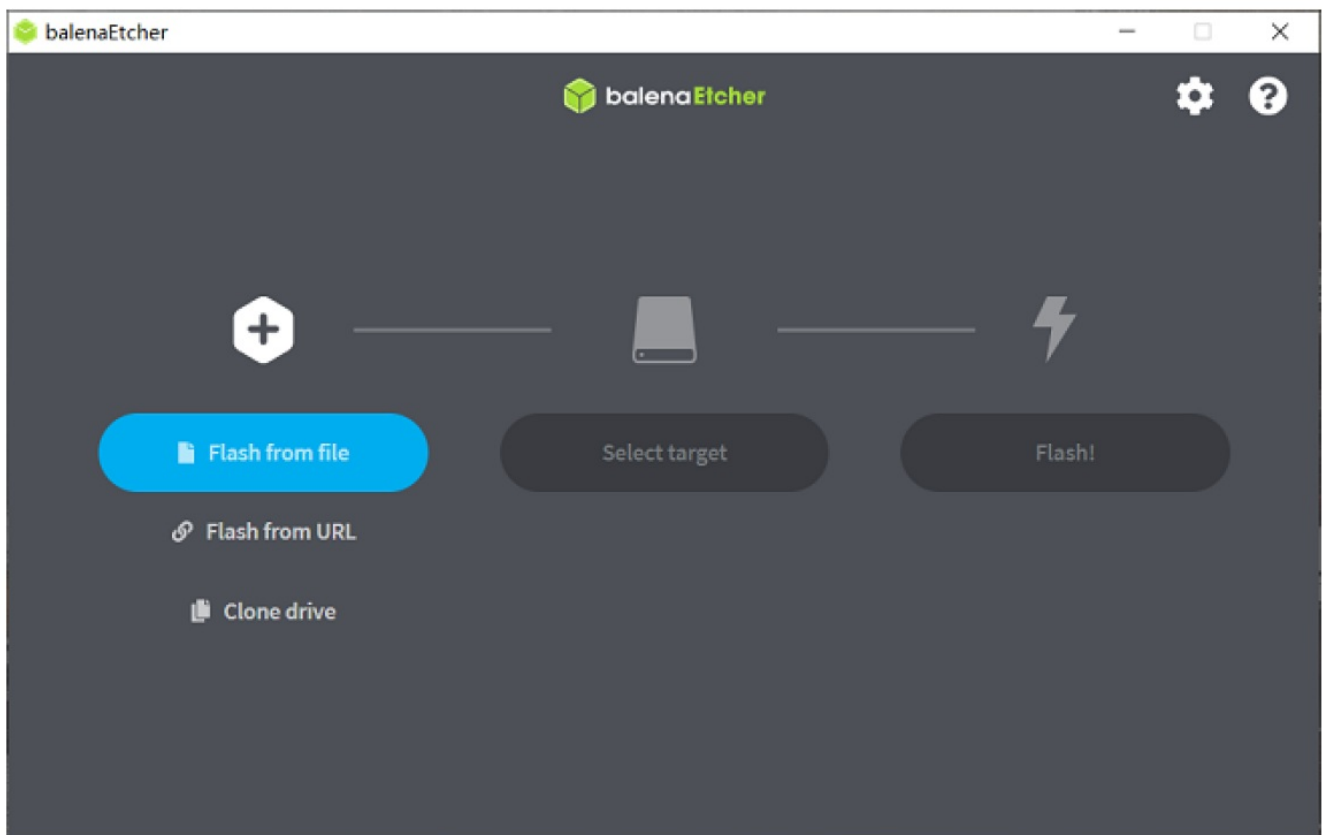 balenaEtcher
balenaEtcher
Flash from file
Select target
Flash!
Flash from URL
Clone drive